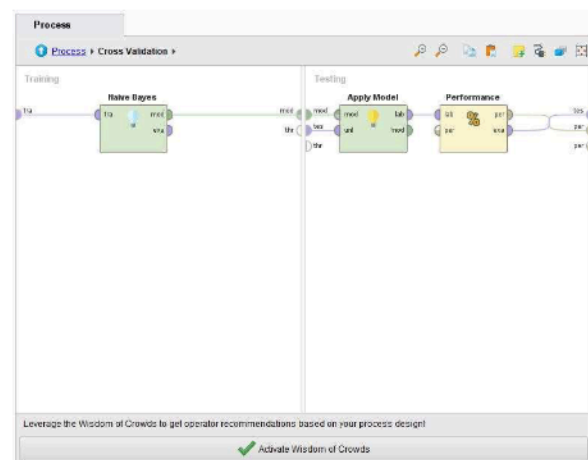 Process
Process ▸ Cross Validation ▸
Training
Testing
Naive Bayes
tra
tra
mod
exa
mod
thr
Apply Model
mod
tes
thr
mod
unl
lab
mod
Performance
lab
per
per
exa
tes
per
per
Leverage the Wisdom of Crowds to get operator recommendations based on your process design!
Activate Wisdom of Crowds